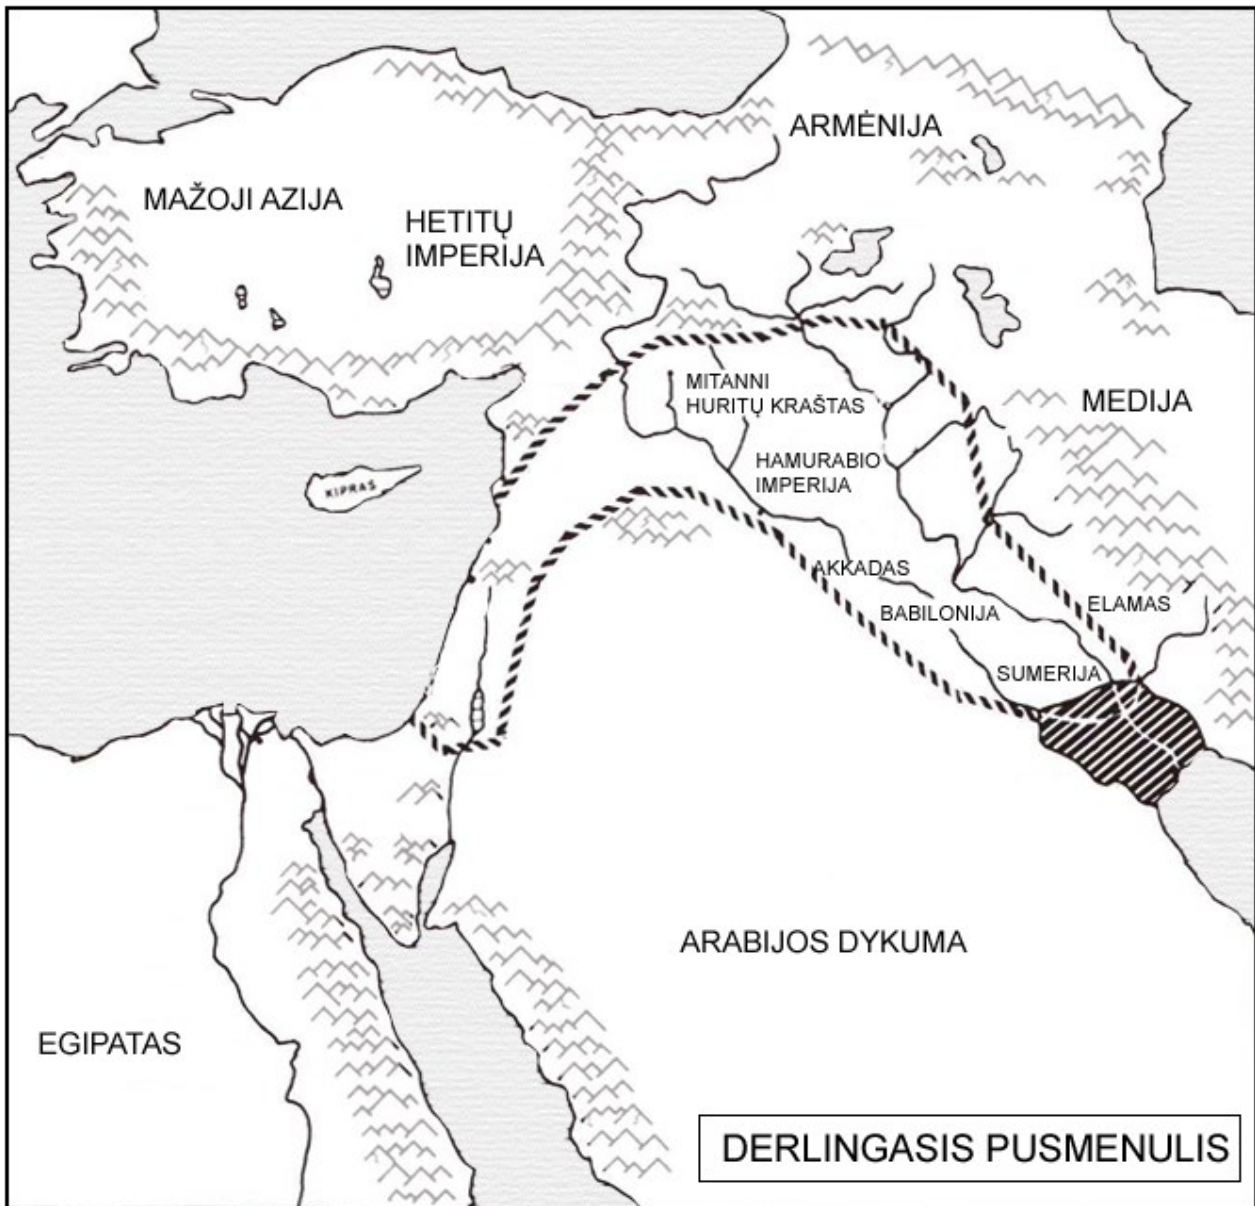 ARMĖNIJA
MAŽOJI AZIJA
HETITŲ
IMPERIJA
MITANNI
HURITŲ KRAŠTAS
MEDIJA
HAMURABIO
IMPERIJA
KIPRAS
AKKADAS
BABILONIJA
ELAMAS
SUMERIJA
ARABIJOS DYKUMA
EGIPATAS
DERLINGASIS PUSMENULIS